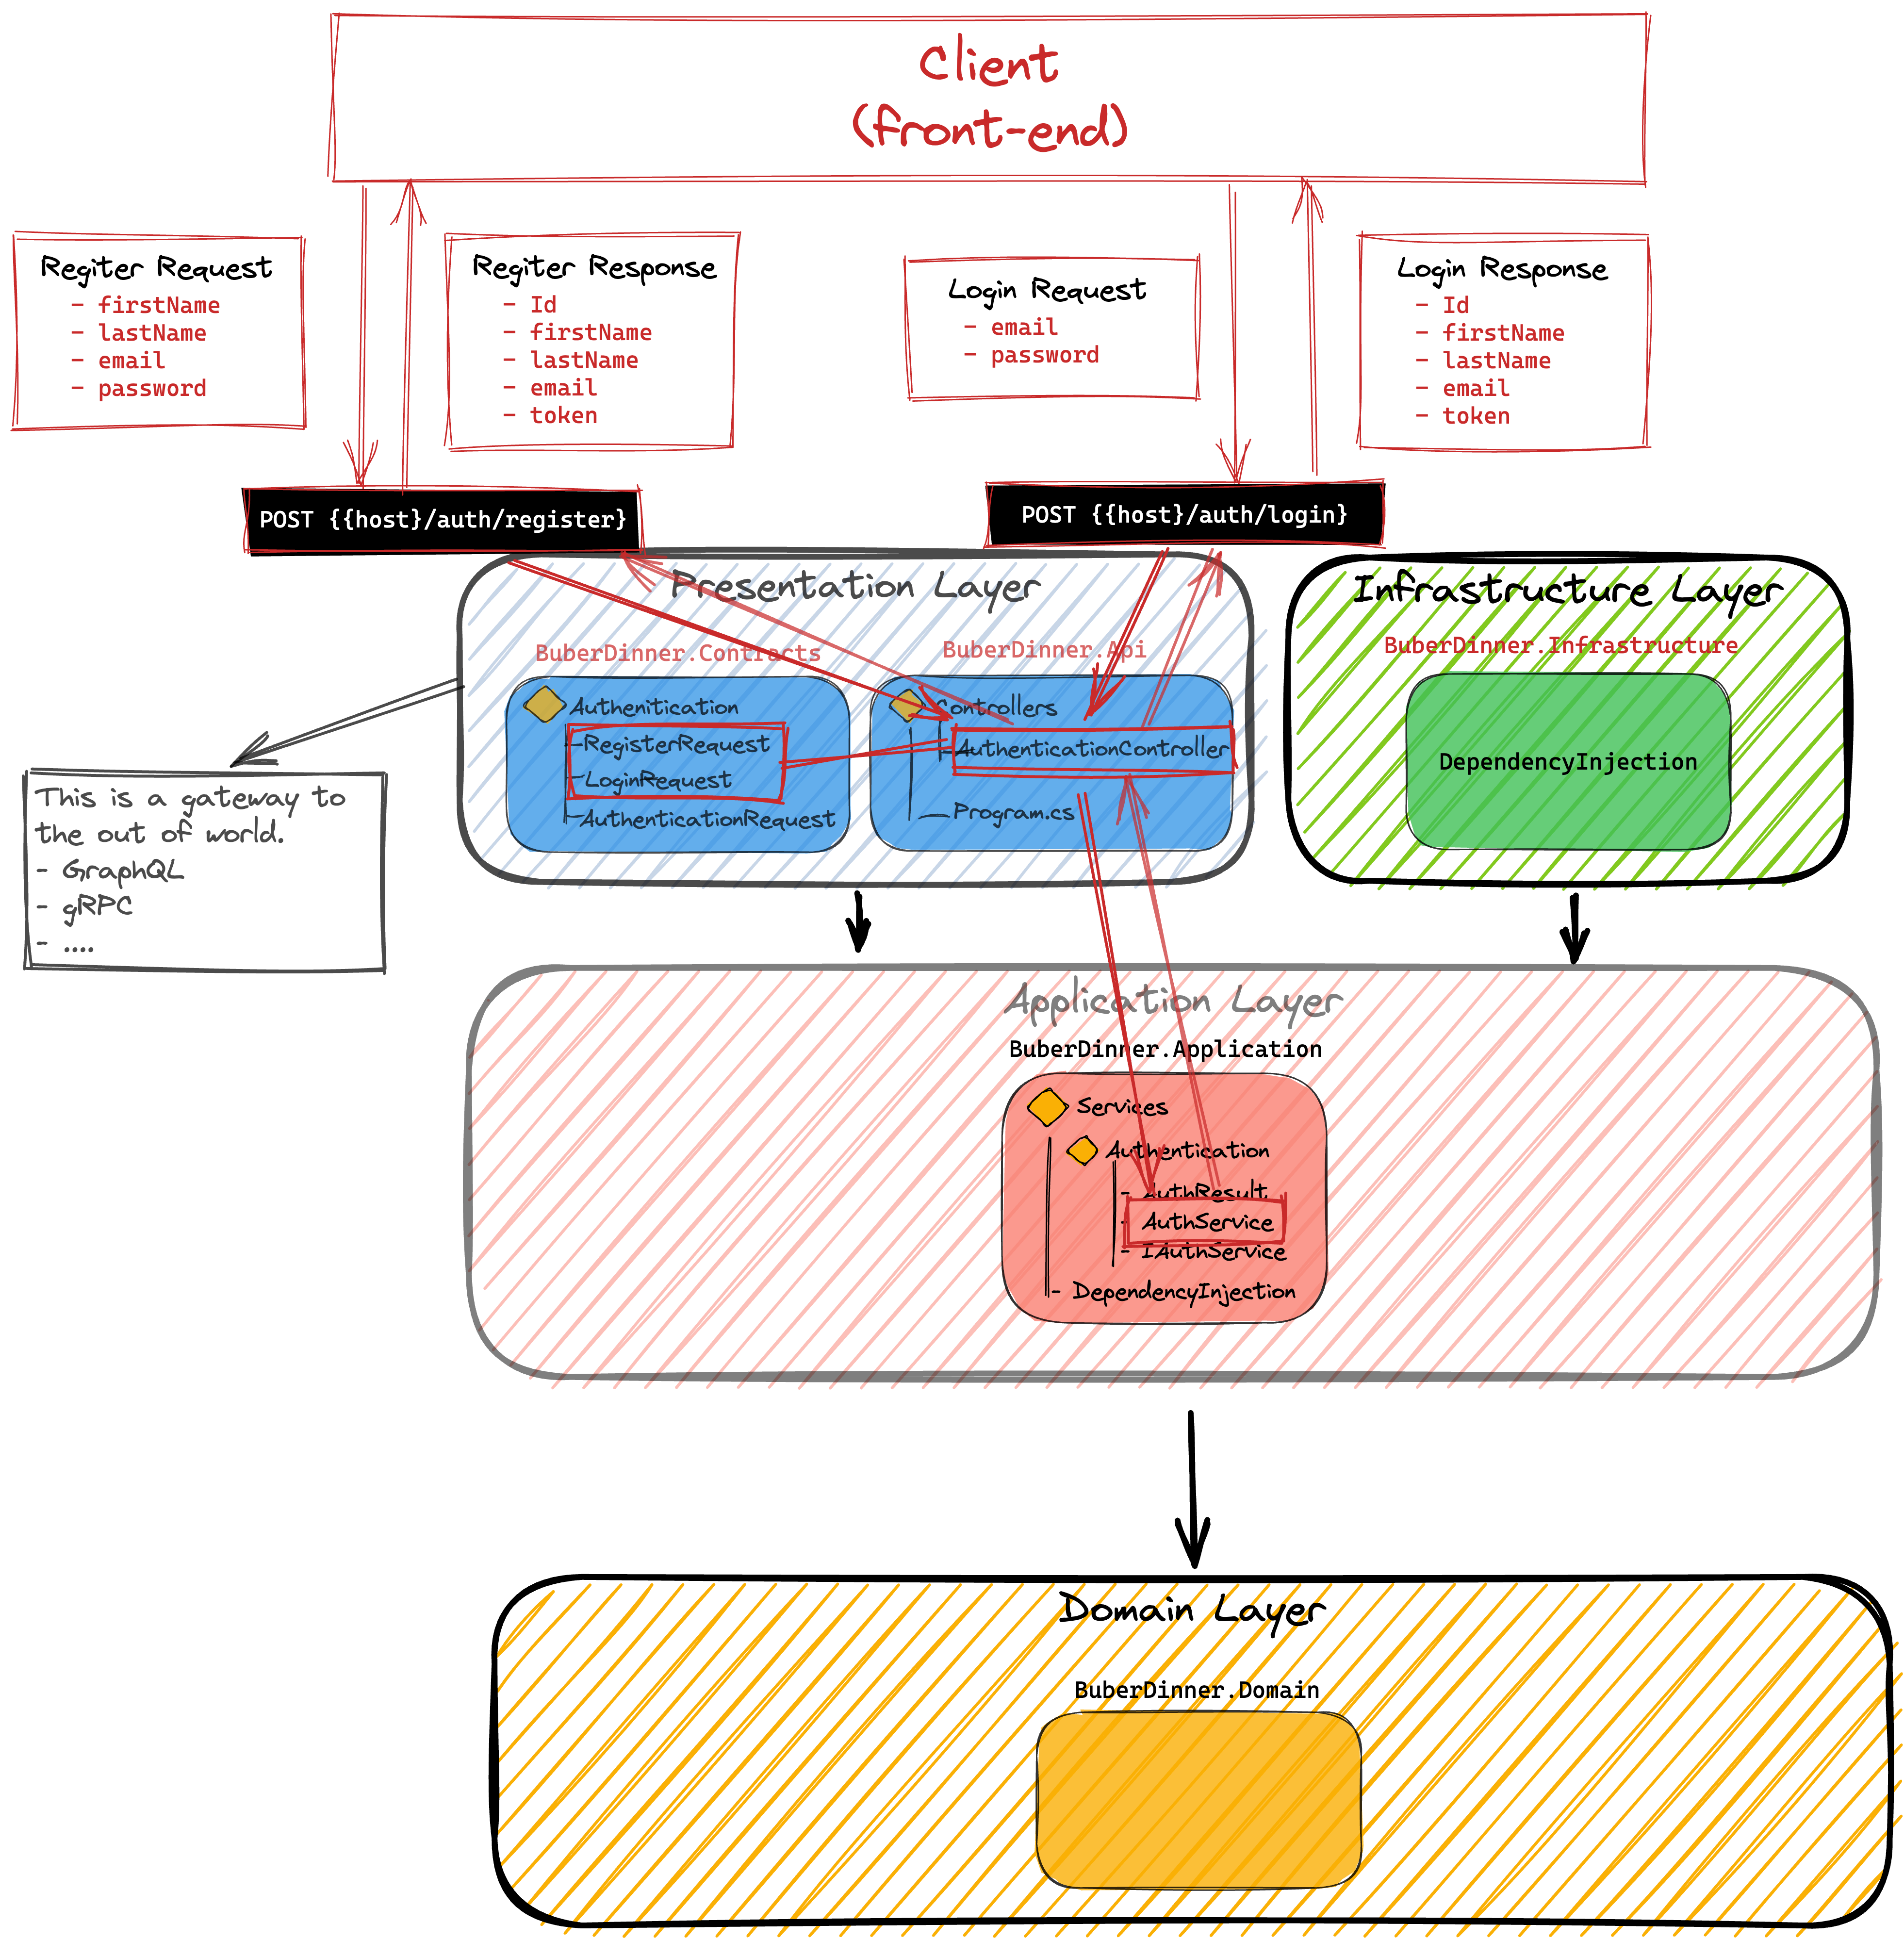 Client
(front-end)
Regiter Request
- firstName
- lastName
- email
- password
Regiter Response
- Id
- firstName
- lastName
- email
- token
Login Request
- email
- password
Login Response
- Id
- firstName
- lastName
- email
- token
POST {{host}/auth/register}
POST {{host}/auth/login}
Presentation Layer
BuberDinner.Contracts
Authenitication
-RegisterRequest
-LoginRequest
-AuthenticationRequest
BuberDinner.Api
Controllers
- AuthenticationController
Program.cs
Infrastructure Layer
BuberDinner.Infrastructure
DependencyInjection
This is a gateway to
the out of world.
- GraphQL
- gRPC
- ....
Application Layer
BuberDinner.Application
Services
Authentication
- AuthResult
- AuthService
- IAuthService
- DependencyInjection
Domain Layer
BuberDinner.Domain